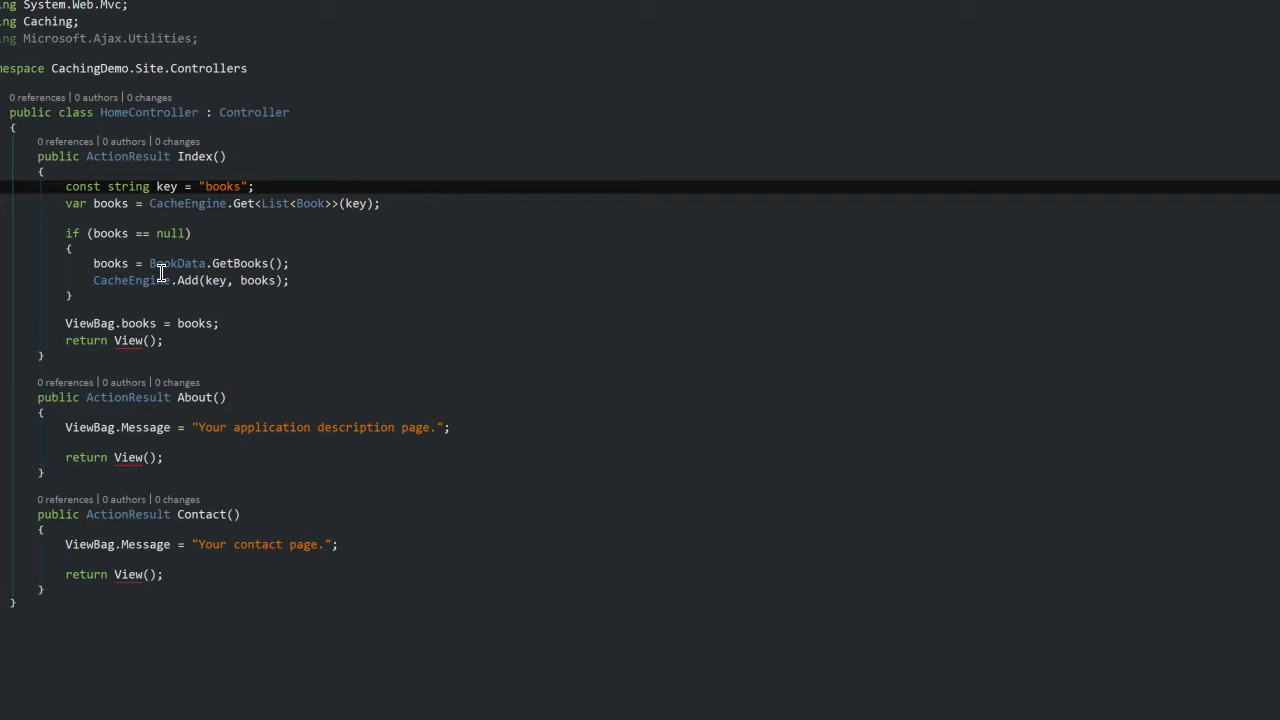 ng System.Web.Mvc;
ng Caching;
ng Microsoft.Ajax.Utilities;
mespace CachingDemo.Site.Controllers
0 references | 0 authors | 0 changes
public class HomeController : Controller
{
0 references | 0 authors | 0 changes
public ActionResult Index()
{
const string key = "books";
var books = CacheEngine.Get<List<Book>>(key);
if (books == null)
{
books = BookData.GetBooks();
CacheEngine.Add(key, books);
}
ViewBag.books = books;
return View();
}
0 references | 0 authors | 0 changes
public ActionResult About()
{
ViewBag.Message = "Your application description page.";
return View();
}
0 references | 0 authors | 0 changes
public ActionResult Contact()
{
ViewBag.Message = "Your contact page.";
return View();
}
}